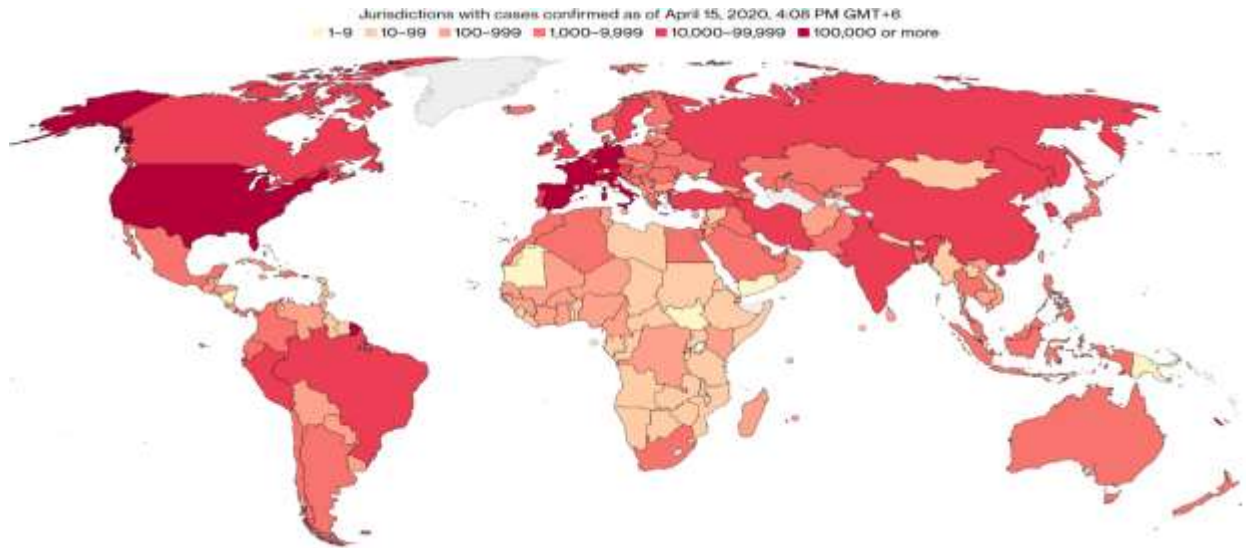 Jurisdictions with cases confirmed as of April 15, 2020, 4:08 PM GMT+6
1–9 10–99 100–999 1,000–9,999 10,000–99,999 100,000 or more